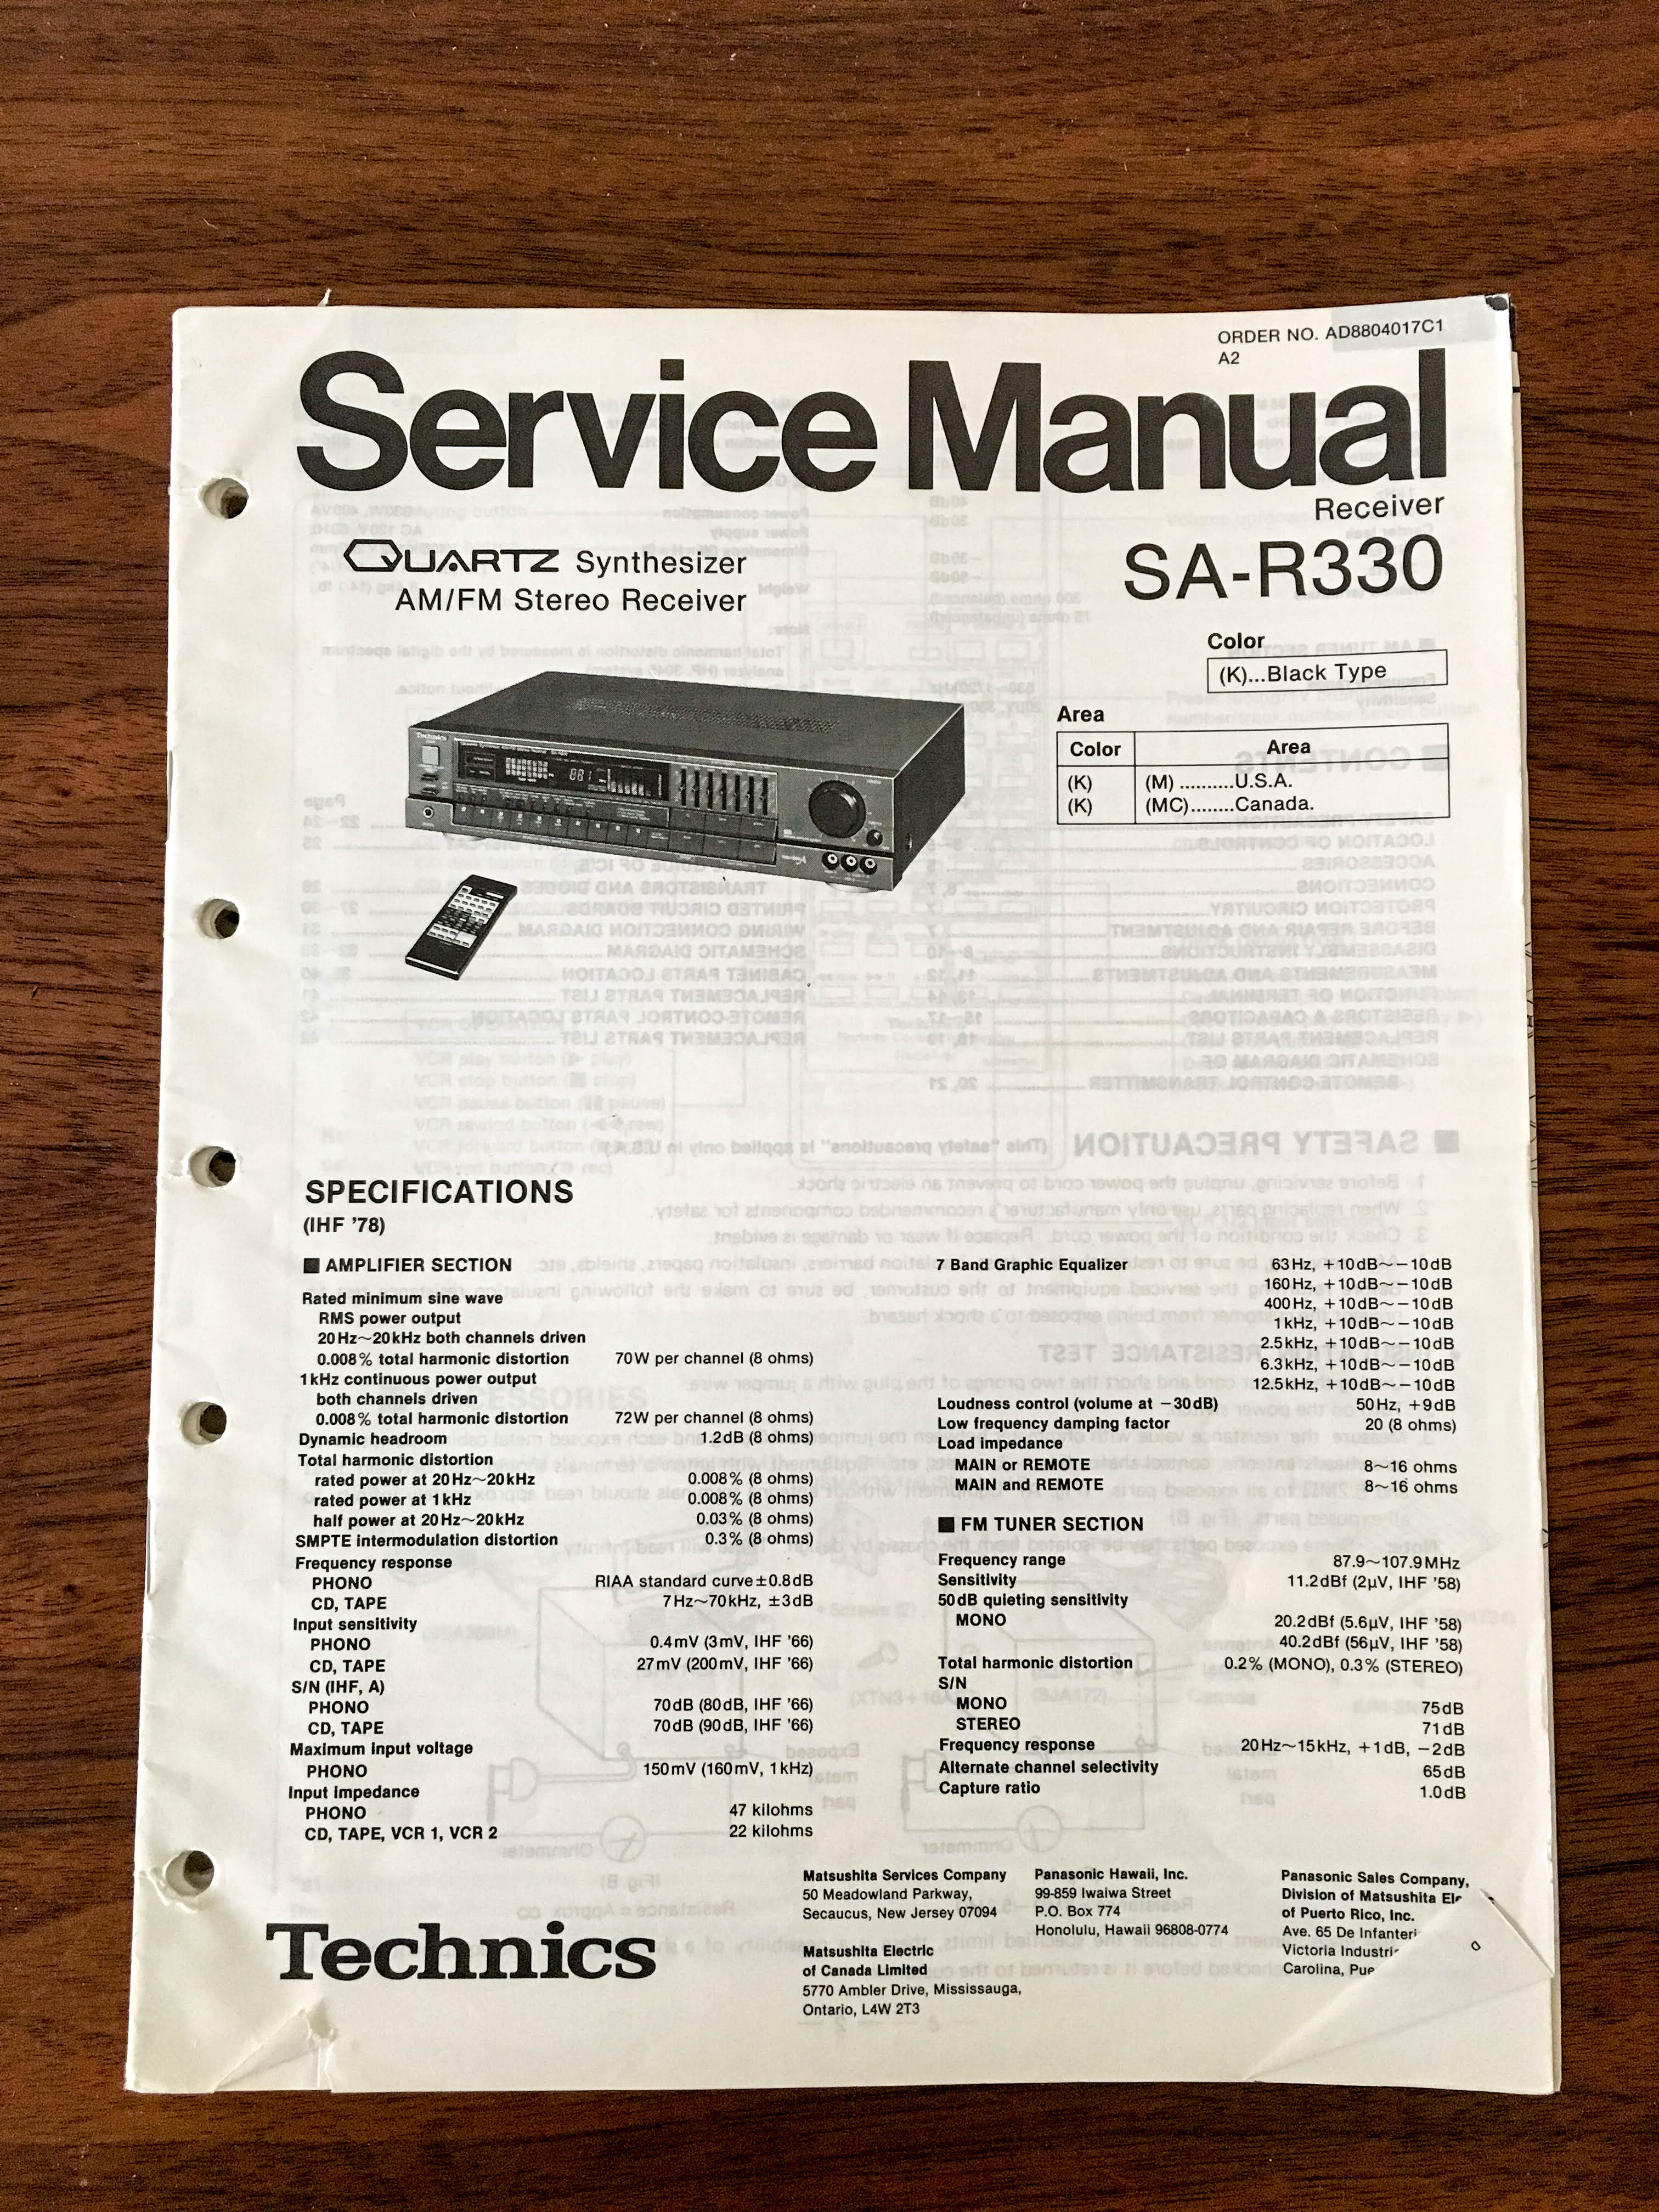 ORDER NO. AD8804017C1
A2
Service Manual
Receiver
QUARTZ Synthesizer
AM/FM Stereo Receiver
SA-R330
Color
(K)...Black Type
Area
Color Area
(K) (M) ..........U.S.A.
(K) (MC)........Canada.
Technics
SPECIFICATIONS
(IHF '78)
■ AMPLIFIER SECTION
Rated minimum sine wave
RMS power output
20Hz~20kHz both channels driven
0.008% total harmonic distortion 70W per channel (8 ohms)
1kHz continuous power output
both channels driven
0.008% total harmonic distortion 72W per channel (8 ohms)
Dynamic headroom 1.2dB (8 ohms)
Total harmonic distortion
rated power at 20Hz~20kHz 0.008% (8 ohms)
rated power at 1kHz 0.008% (8 ohms)
half power at 20Hz~20kHz 0.03% (8 ohms)
SMPTE intermodulation distortion 0.3% (8 ohms)
Frequency response
PHONO RIAA standard curve±0.8dB
CD, TAPE 7Hz~70kHz, ±3dB
Input sensitivity
PHONO 0.4mV (3mV, IHF '66)
CD, TAPE 27mV (200mV, IHF '66)
S/N (IHF, A)
PHONO 70dB (80dB, IHF '66)
CD, TAPE 70dB (90dB, IHF '66)
Maximum input voltage
PHONO 150mV (160mV, 1kHz)
Input impedance
PHONO 47 kilohms
CD, TAPE, VCR 1, VCR 2 22 kilohms
7 Band Graphic Equalizer 63Hz, +10dB~−10dB
160Hz, +10dB~−10dB
400Hz, +10dB~−10dB
1kHz, +10dB~−10dB
2.5kHz, +10dB~−10dB
6.3kHz, +10dB~−10dB
12.5kHz, +10dB~−10dB
Loudness control (volume at −30dB) 50Hz, +9dB
Low frequency damping factor 20 (8 ohms)
Load impedance
MAIN or REMOTE 8~16 ohms
MAIN and REMOTE 8~16 ohms
■ FM TUNER SECTION
Frequency range 87.9~107.9MHz
Sensitivity 11.2dBf (2μV, IHF '58)
50dB quieting sensitivity
MONO 20.2dBf (5.6μV, IHF '58)
40.2dBf (56μV, IHF '58)
Total harmonic distortion 0.2% (MONO), 0.3% (STEREO)
S/N
MONO 75dB
STEREO 71dB
Frequency response 20Hz~15kHz, +1dB, −2dB
Alternate channel selectivity 65dB
Capture ratio 1.0dB
Technics
Matsushita Services Company
50 Meadowland Parkway,
Secaucus, New Jersey 07094
Matsushita Electric
of Canada Limited
5770 Ambler Drive, Mississauga,
Ontario, L4W 2T3
Panasonic Hawaii, Inc.
99-859 Iwaiwa Street
P.O. Box 774
Honolulu, Hawaii 96808-0774
Panasonic Sales Company,
Division of Matsushita
of Puerto Rico, Inc.
Ave. 65 De
Victoria
Carolina,